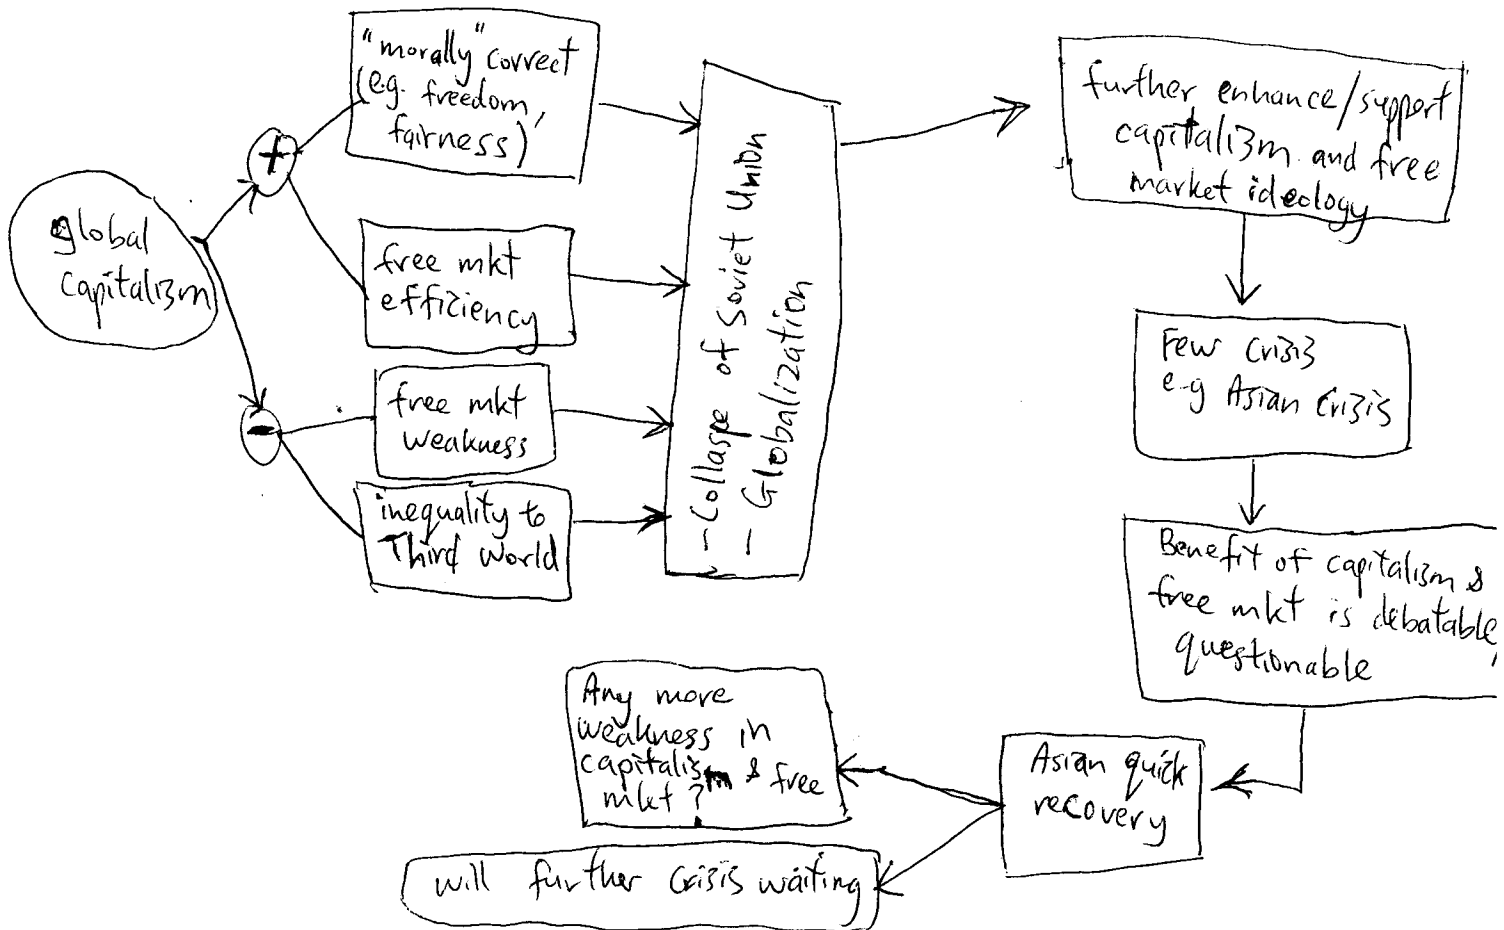 global
capitalism
+
-
"morally" correct
(e.g. freedom,
fairness)
free mkt
efficiency
free mkt
weakness
inequality to
Third World
- Collaspe of Soviet Union
- Globalization
further enhance/support
capitalism and free
market ideology
Few Crisis
e.g Asian Crisis
Benefit of capitalism &
free mkt is debatable,
questionable
Asian quick
recovery
Any more
weakness in
capitalism & free
mkt?
will further crisis waiting